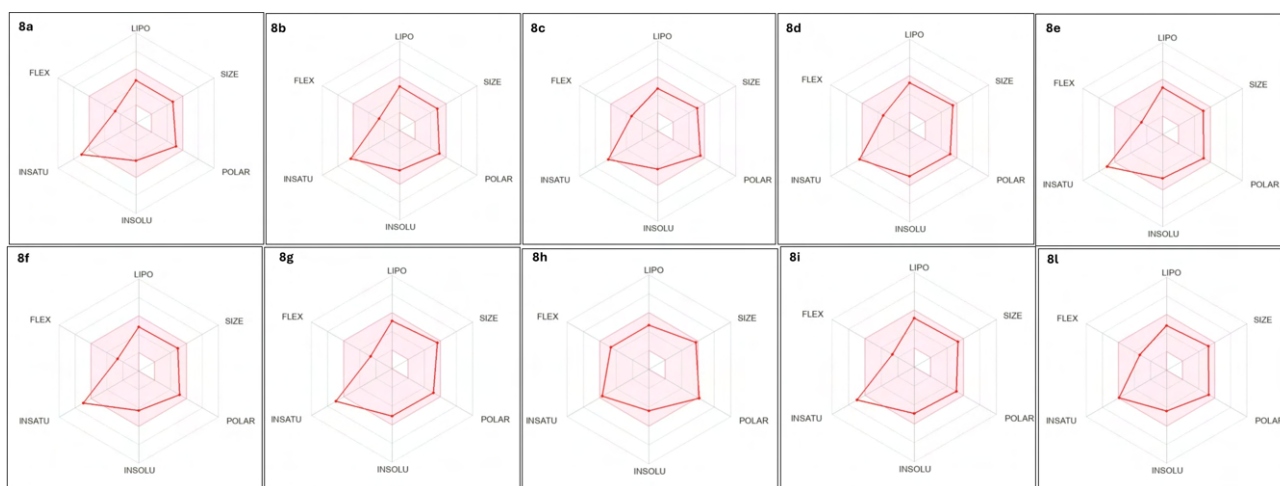 8a
LIPO
FLEX
SIZE
INSATU
POLAR
INSOLU
8b
LIPO
FLEX
SIZE
INSATU
POLAR
INSOLU
8c
LIPO
FLEX
SIZE
INSATU
POLAR
INSOLU
8d
LIPO
FLEX
SIZE
INSATU
POLAR
INSOLU
8e
LIPO
FLEX
SIZE
INSATU
POLAR
INSOLU
8f
LIPO
FLEX
SIZE
INSATU
POLAR
INSOLU
8g
LIPO
FLEX
SIZE
INSATU
POLAR
INSOLU
8h
LIPO
FLEX
SIZE
INSATU
POLAR
INSOLU
8i
LIPO
FLEX
SIZE
INSATU
POLAR
INSOLU
8l
LIPO
FLEX
SIZE
INSATU
POLAR
INSOLU